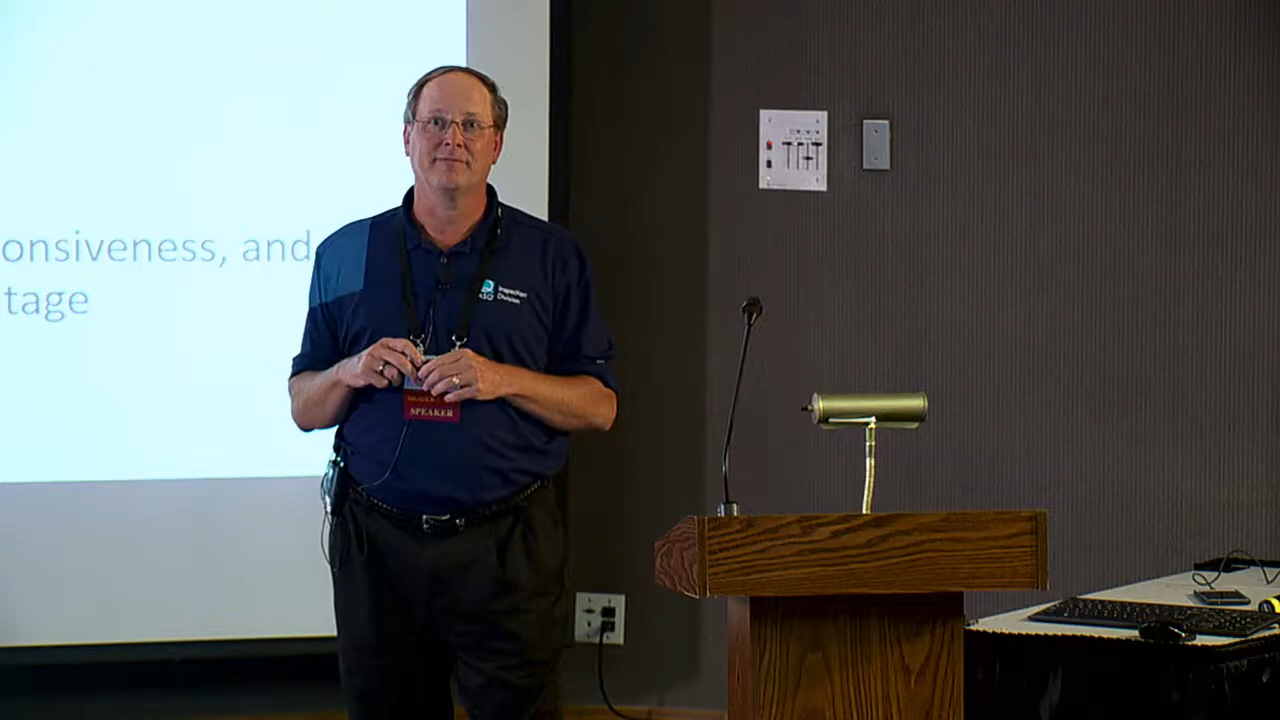 onsiveness, and
tage
ASQ
Inspection
Division
SPEAKER